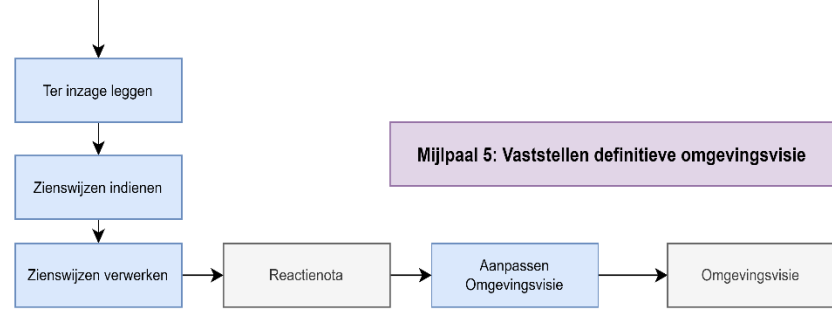 Ter inzage leggen
Mijlpaal 5: Vaststellen definitieve omgevingsvisie
Zienswijzen indienen
Zienswijzen verwerken
Reactienota
Aanpassen
Omgevingsvisie
Omgevingsvisie